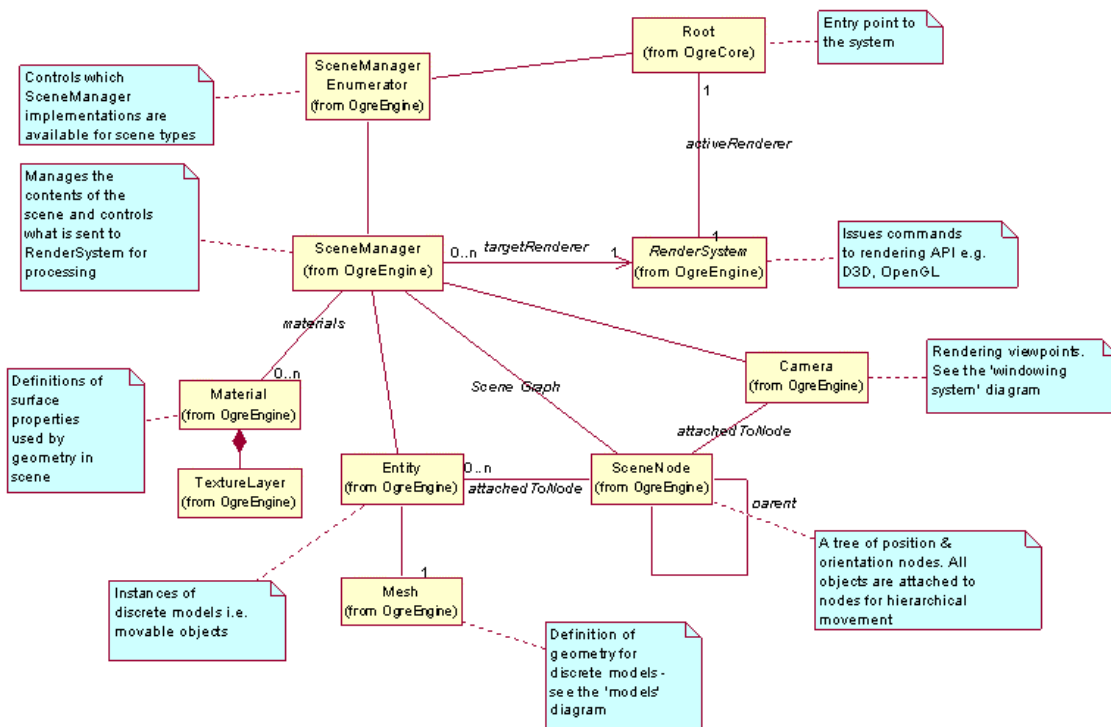 Root
(from OgreCore)
Entry point to
the system
SceneManager
Enumerator
(from OgreEngine)
Controls which
SceneManager
implementations are
available for scene types
1
activeRenderer
1
Manages the
contents of the
scene and controls
what is sent to
RenderSystem for
processing
SceneManager
(from OgreEngine)
0..n
targetRenderer
1
RenderSystem
(from OgreEngine)
Issues commands
to rendering API e.g.
D3D, OpenGL
materials
0..n
Scene Graph
Camera
(from OgreEngine)
Rendering viewpoints.
See the 'windowing
system' diagram
Definitions of
surface
properties
used by
geometry in
scene
Material
(from OgreEngine)
TextureLayer
(from OgreEngine)
attachedToNode
Entity
(from OgreEngine)
0..n
attachedToNode
SceneNode
(from OgreEngine)
parent
A tree of position &
orientation nodes. All
objects are attached to
nodes for hierarchical
movement
Instances of
discrete models i.e.
movable objects
1
Mesh
(from OgreEngine)
Definition of
geometry for
discrete models -
see the 'models'
diagram